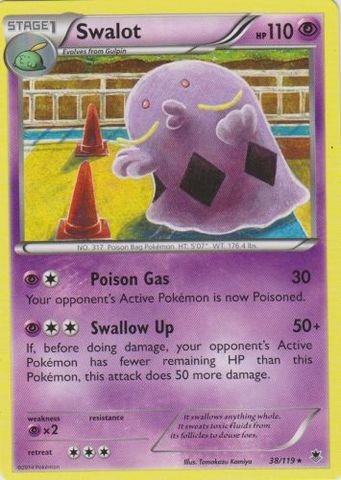 STAGE1
Swalot
HP110
Evolves from Gulpin
NO. 317 Poison Bag Pokémon HT: 5'07" WT: 176.4 lbs.
Poison Gas 30
Your opponent's Active Pokémon is now Poisoned.
Swallow Up 50+
If, before doing damage, your opponent's Active
Pokémon has fewer remaining HP than this
Pokémon, this attack does 50 more damage.
weakness
resistance
×2
retreat
It swallows anything whole.
It sweats toxic fluids from
its follicles to douse foes.
Illus. Tomokazu Komiya
38/119
©2014 Pokémon